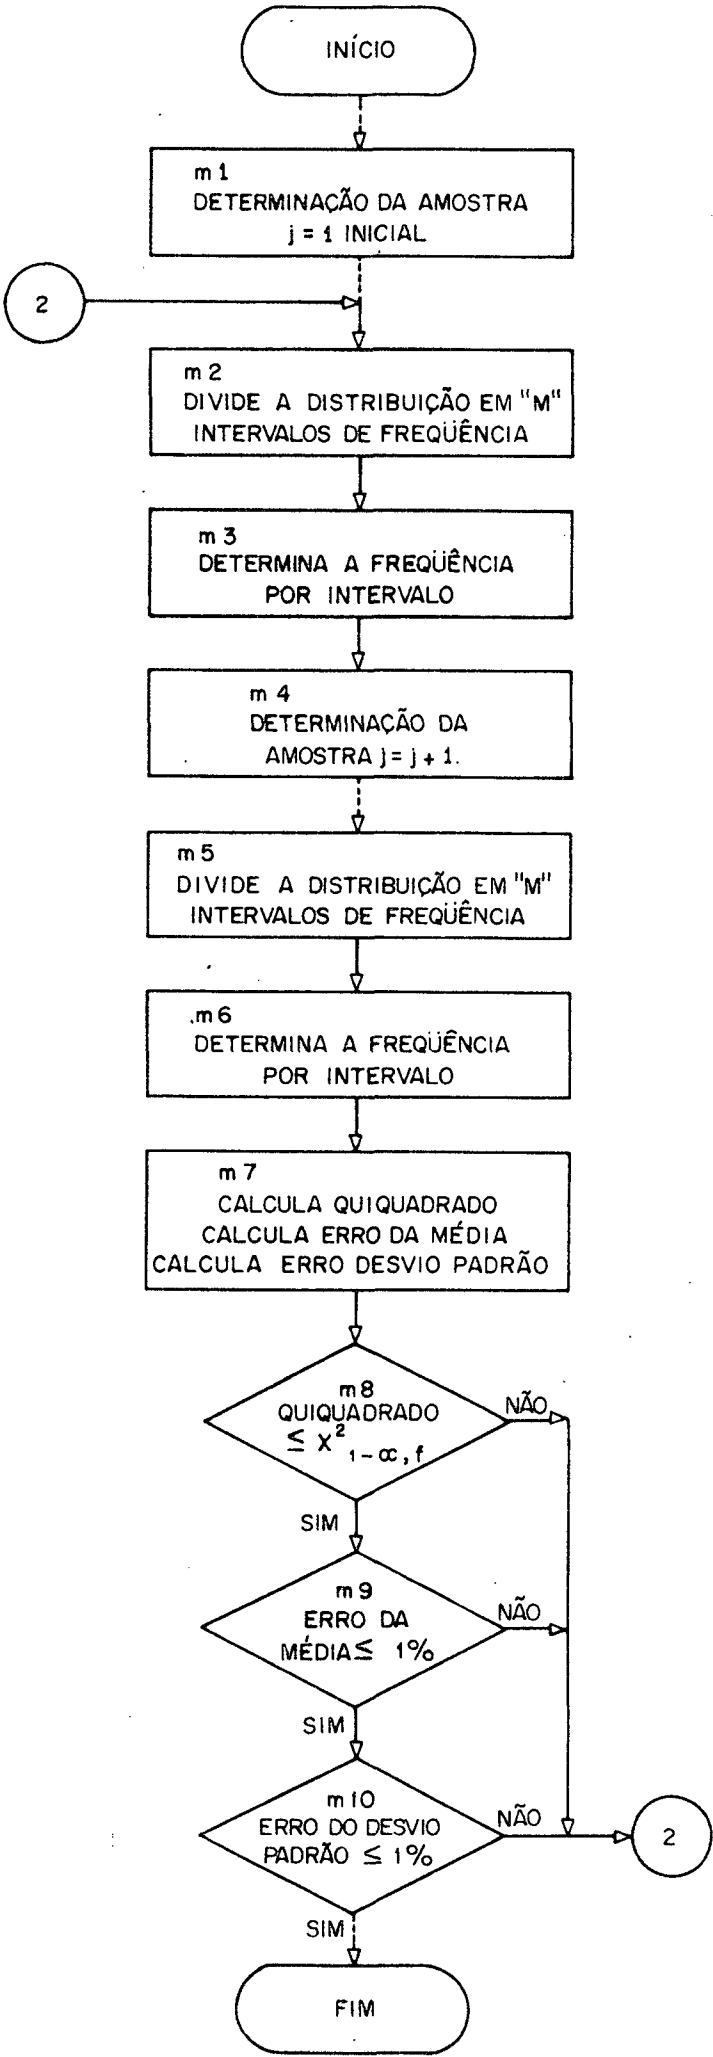 INÍCIO
m 1
DETERMINAÇÃO DA AMOSTRA
j = 1 INICIAL
2
m 2
DIVIDE A DISTRIBUIÇÃO EM "M"
INTERVALOS DE FREQÜÊNCIA
m 3
DETERMINA A FREQÜÊNCIA
POR INTERVALO
m 4
DETERMINAÇÃO DA
AMOSTRA j = j + 1.
m 5
DIVIDE A DISTRIBUIÇÃO EM "M"
INTERVALOS DE FREQÜÊNCIA
m 6
DETERMINA A FREQÜÊNCIA
POR INTERVALO
m 7
CALCULA QUIQUADRADO
CALCULA ERRO DA MÉDIA
CALCULA ERRO DESVIO PADRÃO
m 8
QUIQUADRADO
≤ X² 1-α, f
NÃO
SIM
m 9
ERRO DA
MÉDIA ≤ 1%
NÃO
SIM
m 10
ERRO DO DESVIO
PADRÃO ≤ 1%
NÃO
2
SIM
FIM